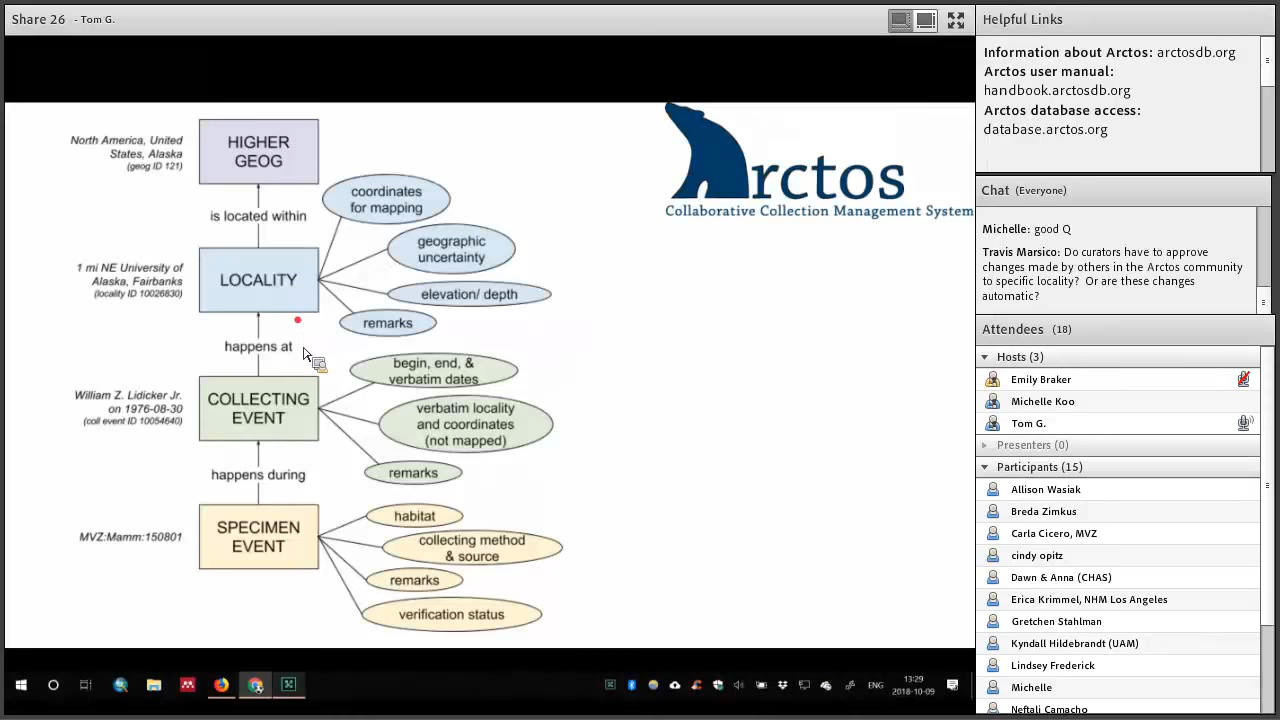 Share 26 - Tom G.
North America, United
States, Alaska
(geog ID 121)
HIGHER
GEOG
is located within
1 mi NE University of
Alaska, Fairbanks
(locality ID 10026830)
LOCALITY
coordinates
for mapping
geographic
uncertainty
elevation/ depth
remarks
happens at
William Z. Lidicker Jr.
on 1976-08-30
(coll event ID 10054640)
COLLECTING
EVENT
begin, end, &
verbatim dates
verbatim locality
and coordinates
(not mapped)
remarks
happens during
MVZ:Mamm:150801
SPECIMEN
EVENT
habitat
collecting method
& source
remarks
verification status
Arctos
Collaborative Collection Management System
ENG
13:29
2018-10-09
Helpful Links
Information about Arctos: arctosdb.org
Arctos user manual:
handbook.arctosdb.org
Arctos database access:
database.arctos.org
Chat (Everyone)
Michelle: good Q
Travis Marsico: Do curators have to approve
changes made by others in the Arctos community
to specific locality? Or are these changes
automatic?
Attendees (18)
Hosts (3)
Emily Braker
Michelle Koo
Tom G.
Presenters (0)
Participants (15)
Allison Wasiak
Breda Zimkus
Carla Cicero, MVZ
cindy opitz
Dawn & Anna (CHAS)
Erica Krimmel, NHM Los Angeles
Gretchen Stahlman
Kyndall Hildebrandt (UAM)
Lindsey Frederick
Michelle
Neftali Camacho